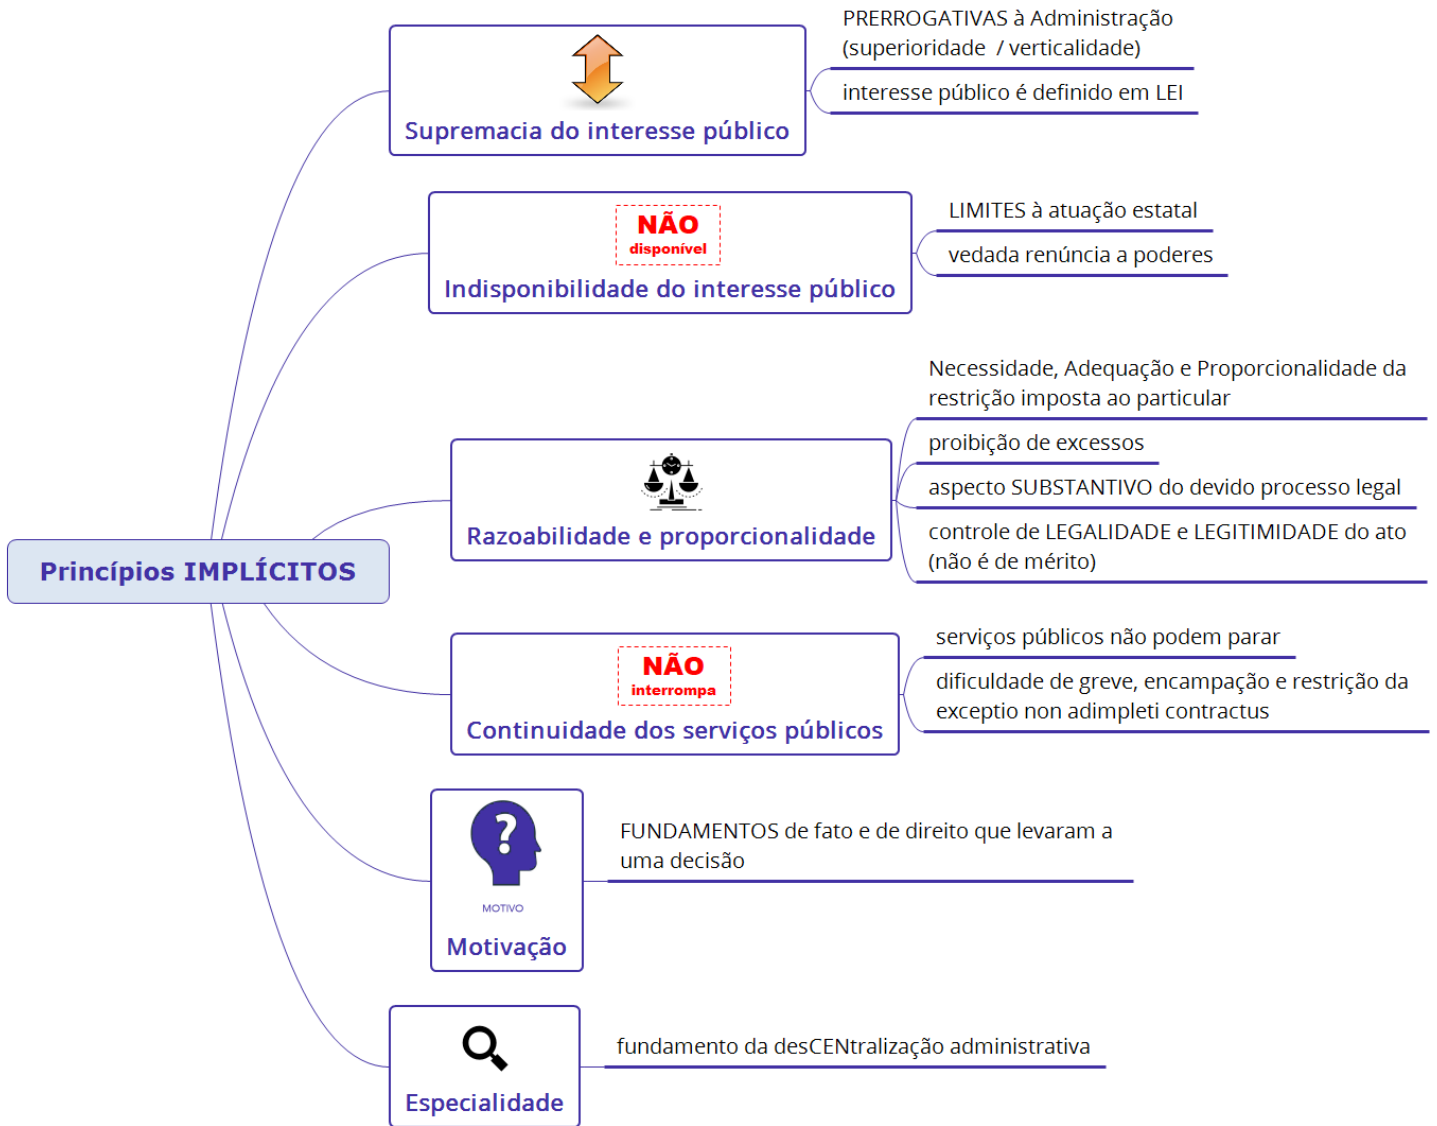 PRERROGATIVAS à Administração
(superioridade / verticalidade)
interesse público é definido em LEI
Supremacia do interesse público
NÃO
disponível
Indisponibilidade do interesse público
LIMITES à atuação estatal
vedada renúncia a poderes
Necessidade, Adequação e Proporcionalidade da
restrição imposta ao particular
proibição de excessos
aspecto SUBSTANTIVO do devido processo legal
controle de LEGALIDADE e LEGITIMIDADE do ato
(não é de mérito)
Razoabilidade e proporcionalidade
Princípios IMPLÍCITOS
NÃO
interrompa
Continuidade dos serviços públicos
serviços públicos não podem parar
dificuldade de greve, encampação e restrição da
exceptio non adimpleti contractus
?
MOTIVO
Motivação
FUNDAMENTOS de fato e de direito que levaram a
uma decisão
Especialidade
fundamento da desCENtralização administrativa